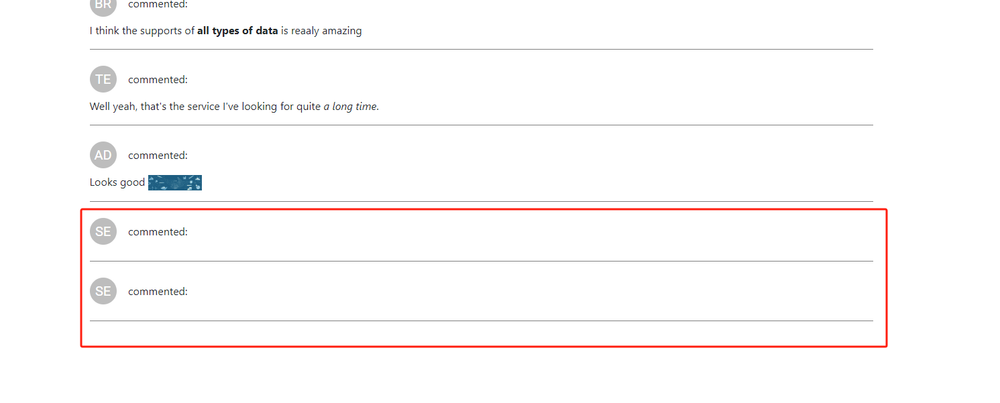 BR commented:
I think the supports of all types of data is reaaly amazing
TE commented:
Well yeah, that's the service I've looking for quite a long time.
AD commented:
Looks good
SE commented:
SE commented: